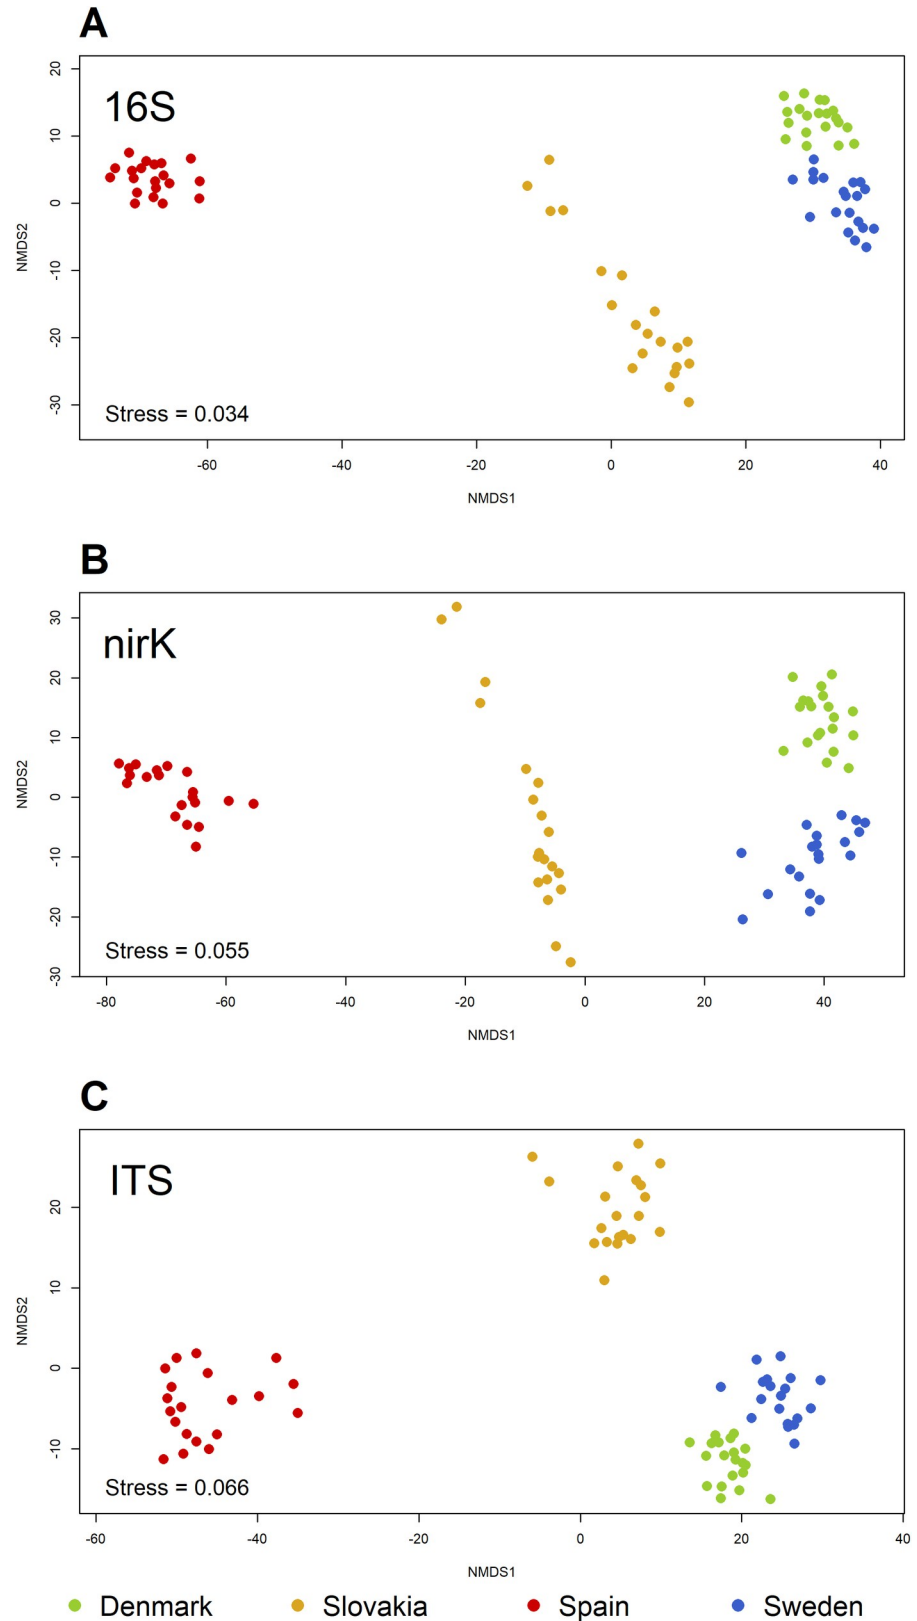 A
16S
20
10
0
-10
-20
-30
NMDS2
Stress = 0.034
-60 -40 -20 0 20 40
NMDS1
B
nirK
30
20
10
0
-10
-20
-30
NMDS2
Stress = 0.055
-80 -60 -40 -20 0 20 40
NMDS1
C
ITS
20
10
0
-10
NMDS2
Stress = 0.066
-60 -40 -20 0 20 40
NMDS1
Denmark Slovakia Spain Sweden